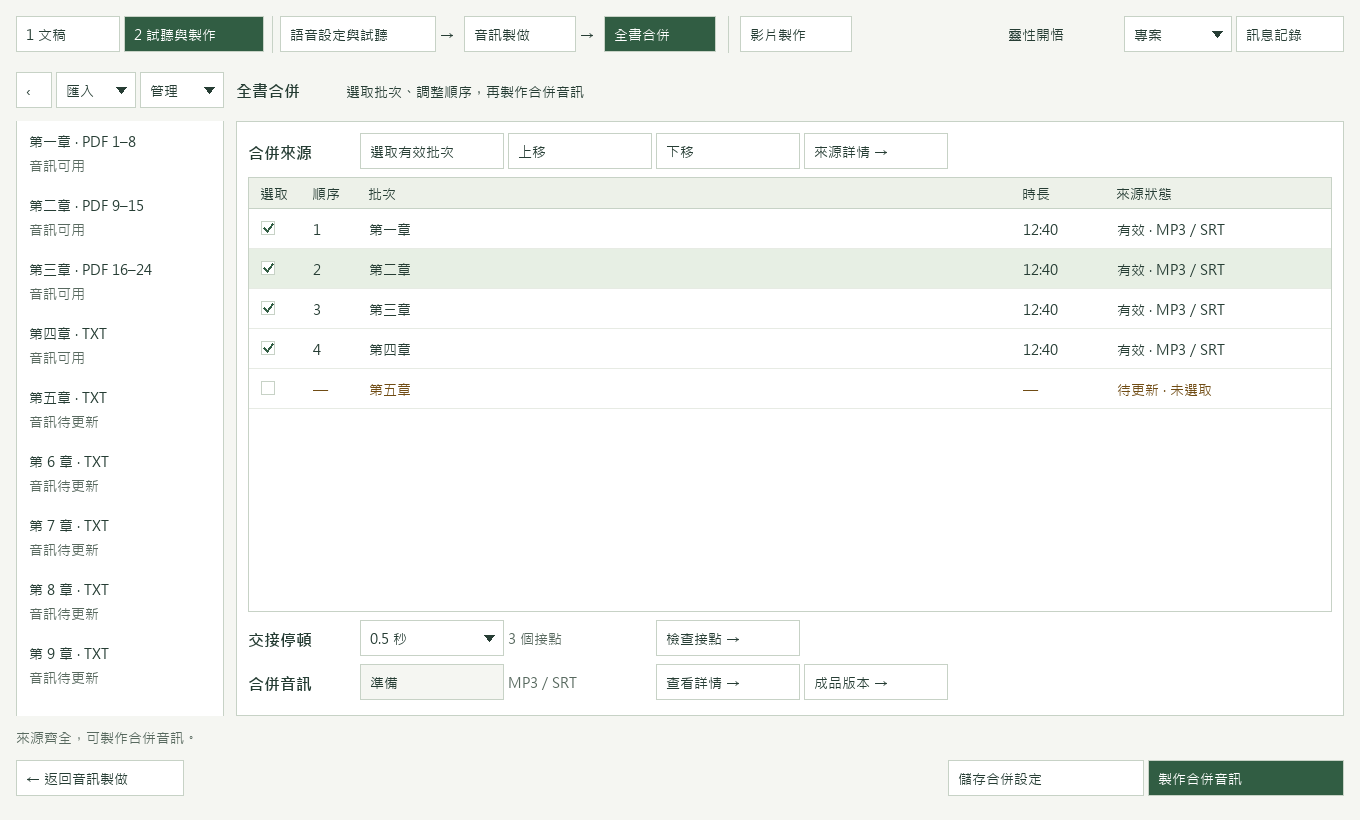 1 文稿 2 試聽與製作 語音設定與試聽 → 音訊製做 → 全書合併 影片製作 靈性開悟 專案 訊息記錄
‹ 匯入 管理 全書合併 選取批次、調整順序，再製作合併音訊
第一章 · PDF 1–8
音訊可用
第二章 · PDF 9–15
音訊可用
第三章 · PDF 16–24
音訊可用
第四章 · TXT
音訊可用
第五章 · TXT
音訊待更新
第 6 章 · TXT
音訊待更新
第 7 章 · TXT
音訊待更新
第 8 章 · TXT
音訊待更新
第 9 章 · TXT
音訊待更新
合併來源 選取有效批次 上移 下移 來源詳情 →
選取 順序 批次 時長 來源狀態
1 第一章 12:40 有效 · MP3 / SRT
2 第二章 12:40 有效 · MP3 / SRT
3 第三章 12:40 有效 · MP3 / SRT
4 第四章 12:40 有效 · MP3 / SRT
— 第五章 — 待更新 · 未選取
交接停頓 0.5 秒 3 個接點 檢查接點 →
合併音訊 準備 MP3 / SRT 查看詳情 → 成品版本 →
來源齊全，可製作合併音訊。
← 返回音訊製做 儲存合併設定 製作合併音訊